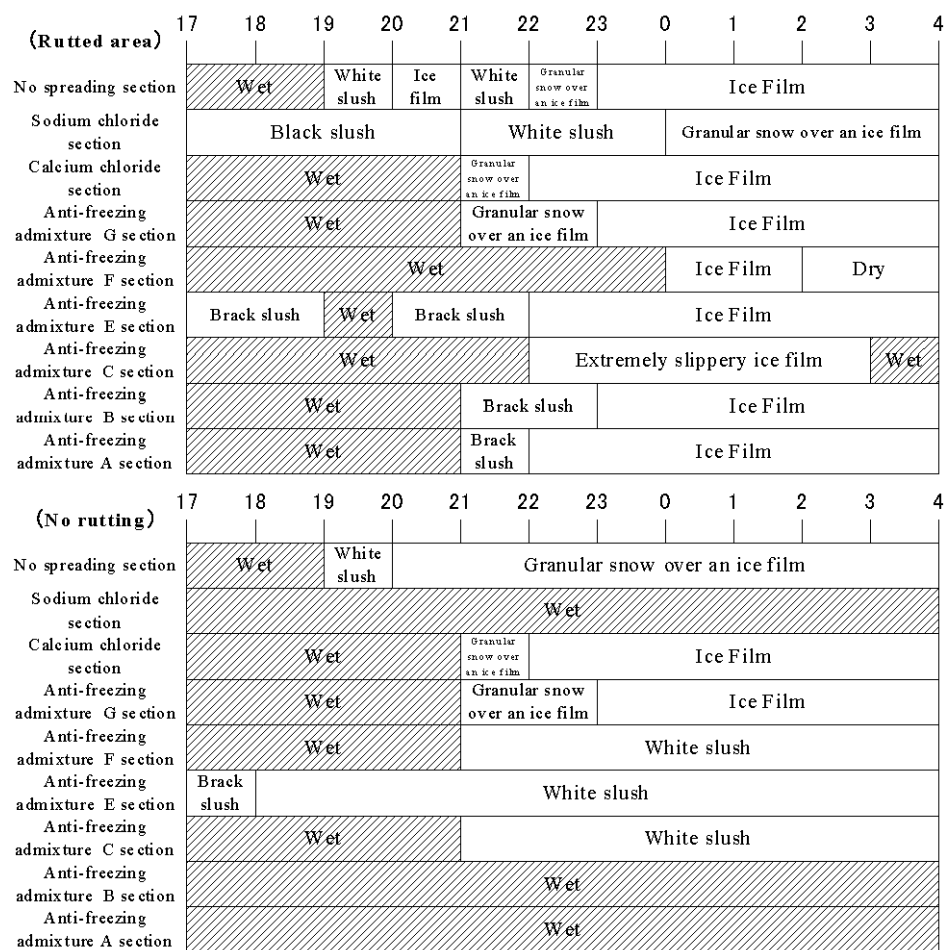 17 18 19 20 21 22 23 0 1 2 3 4
(Rutted area)
No spreading section
Wet
White
slush
Ice
film
White
slush
Granular
snow over
an ice film
Ice Film
Sodium chloride
section
Black slush
White slush
Granular snow over an ice film
Calcium chloride
section
Wet
Granular
snow over
an ice film
Ice Film
Anti-freezing
admixture G section
Wet
Granular snow
over an ice film
Ice Film
Anti-freezing
admixture F section
Wet
Ice Film
Dry
Anti-freezing
admixture E section
Brack slush
Wet
Brack slush
Ice Film
Anti-freezing
admixture C section
Wet
Extremely slippery ice film
Wet
Anti-freezing
admixture B section
Wet
Brack slush
Ice Film
Anti-freezing
admixture A section
Wet
Brack
slush
Ice Film
17 18 19 20 21 22 23 0 1 2 3 4
(No rutting)
No spreading section
Wet
White
slush
Granular snow over an ice film
Sodium chloride
section
Wet
Calcium chloride
section
Wet
Granular
snow over
an ice film
Ice Film
Anti-freezing
admixture G section
Wet
Granular snow
over an ice film
Ice Film
Anti-freezing
admixture F section
Wet
White slush
Anti-freezing
admixture E section
Brack
slush
White slush
Anti-freezing
admixture C section
Wet
White slush
Anti-freezing
admixture B section
Wet
Anti-freezing
admixture A section
Wet